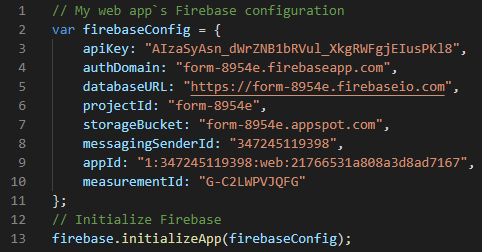 1 // My web app`s Firebase configuration
2 var firebaseConfig = {
3 apiKey: "AIzaSyAsn_dWrZNB1bRVul_XkgRWFgjEIusPKl8",
4 authDomain: "form-8954e.firebaseapp.com",
5 databaseURL: "https://form-8954e.firebaseio.com",
6 projectId: "form-8954e",
7 storageBucket: "form-8954e.appspot.com",
8 messagingSenderId: "347245119398",
9 appId: "1:347245119398:web:21766531a808a3d8ad7167",
10 measurementId: "G-C2LWPVJQFG"
11 };
12 // Initialize Firebase
13 firebase.initializeApp(firebaseConfig);